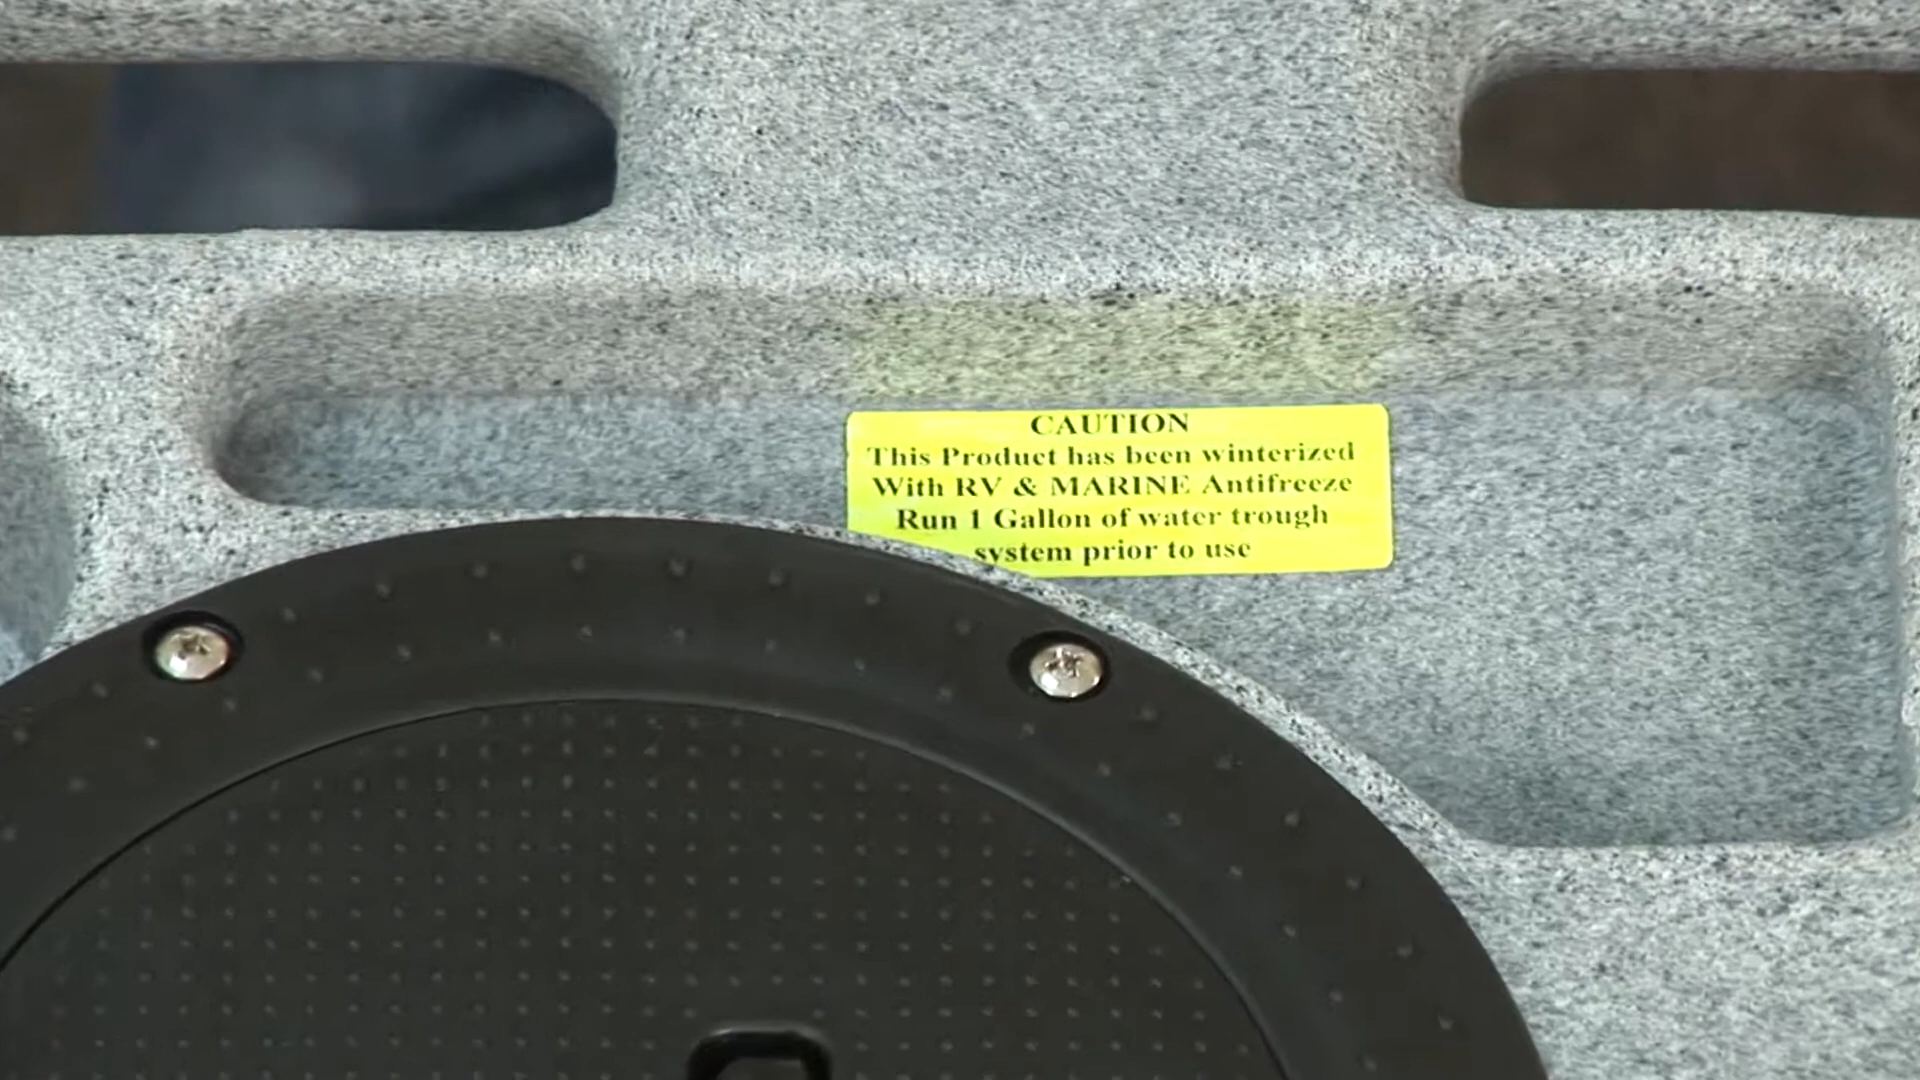 CAUTION
This Product has been winterized
With RV & MARINE Antifreeze
Run 1 Gallon of water trough
system prior to use